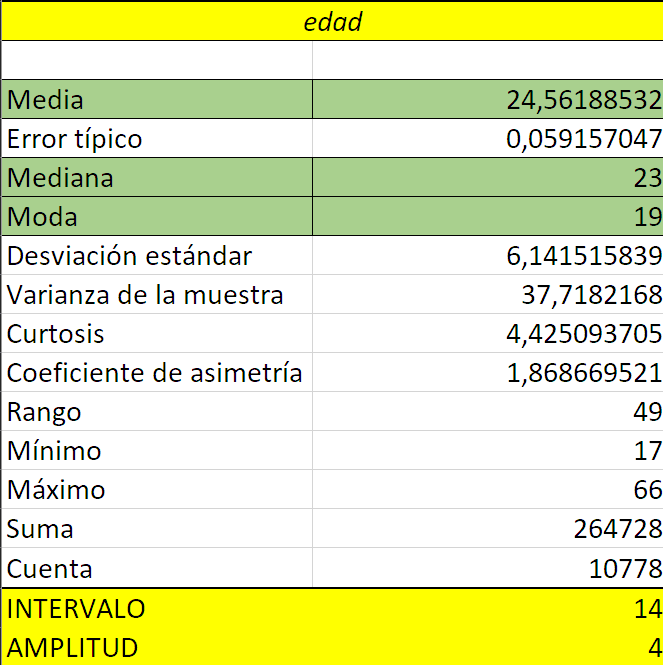 edad
Media 24,56188532
Error típico 0,059157047
Mediana 23
Moda 19
Desviación estándar 6,141515839
Varianza de la muestra 37,7182168
Curtosis 4,425093705
Coeficiente de asimetría 1,868669521
Rango 49
Mínimo 17
Máximo 66
Suma 264728
Cuenta 10778
INTERVALO 14
AMPLITUD 4